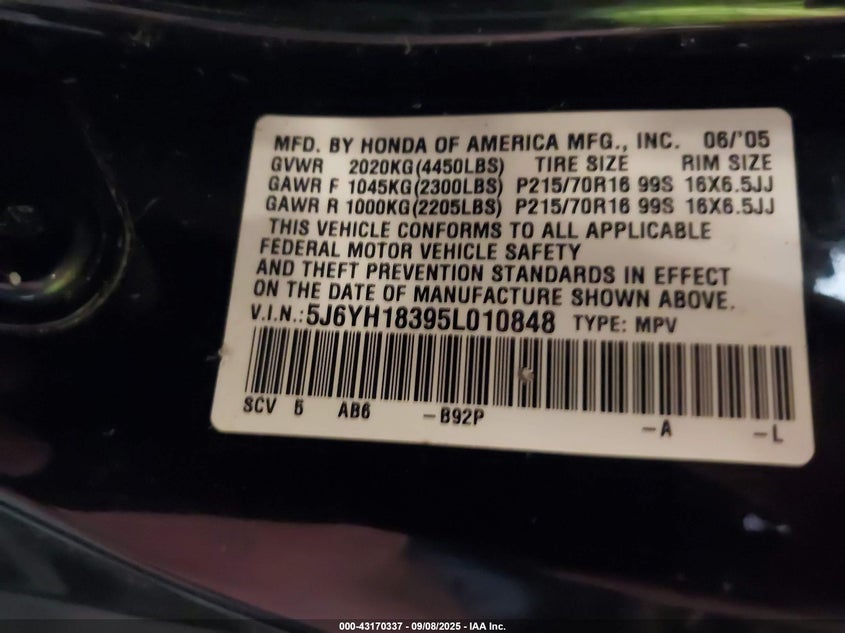 MFD. BY HONDA OF AMERICA MFG., INC. 06/'05
GVWR 2020KG(4450LBS) TIRE SIZE RIM SIZE
GAWR F 1045KG(2300LBS) P215/70R16 99S 16X6.5JJ
GAWR R 1000KG(2205LBS) P215/70R16 99S 16X6.5JJ
THIS VEHICLE CONFORMS TO ALL APPLICABLE
FEDERAL MOTOR VEHICLE SAFETY
AND THEFT PREVENTION STANDARDS IN EFFECT
ON THE DATE OF MANUFACTURE SHOWN ABOVE.
V.I.N.:5J6YH18395L010848 TYPE: MPV
SCV 5 AB6 -B92P -A -L
000-43170337 - 09/08/2025 - IAA Inc.